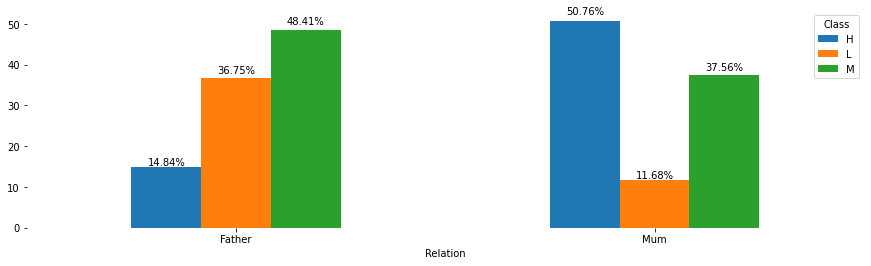 50
40
30
20
10
0
14.84%
36.75%
48.41%
50.76%
11.68%
37.56%
Father
Mum
Relation
Class
H
L
M